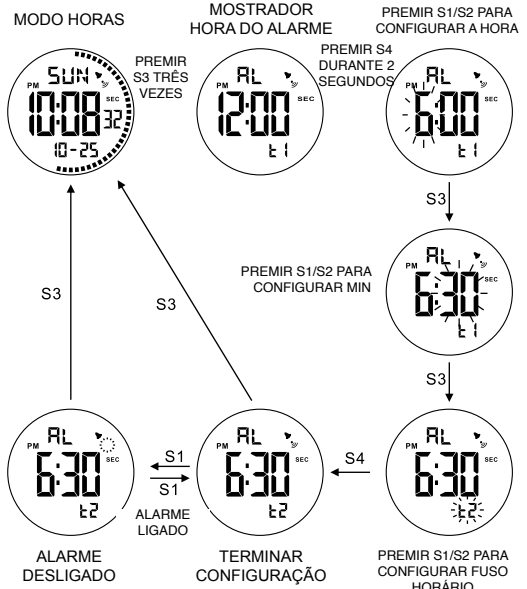 MODO HORAS
MOSTRADOR
HORA DO ALARME
PREMIR S1/S2 PARA
CONFIGURAR A HORA
PREMIR
S3 TRÊS
VEZES
PREMIR S4
DURANTE 2
SEGUNDOS
SUN
PM
10:08
SEC
32
10-25
AL
PM
12:00
t1
AL
PM
6:00
SEC
t1
S3
PREMIR S1/S2 PARA
CONFIGURAR MIN
AL
PM
6:30
SEC
t1
S3
S3
S3
AL
PM
6:30
SEC
t2
S1
S1
ALARME
LIGADO
AL
PM
6:30
SEC
t2
S4
AL
PM
6:30
SEC
t2
ALARME
DESLIGADO
TERMINAR
CONFIGURAÇÃO
PREMIR S1/S2 PARA
CONFIGURAR FUSO
HORÁRIO